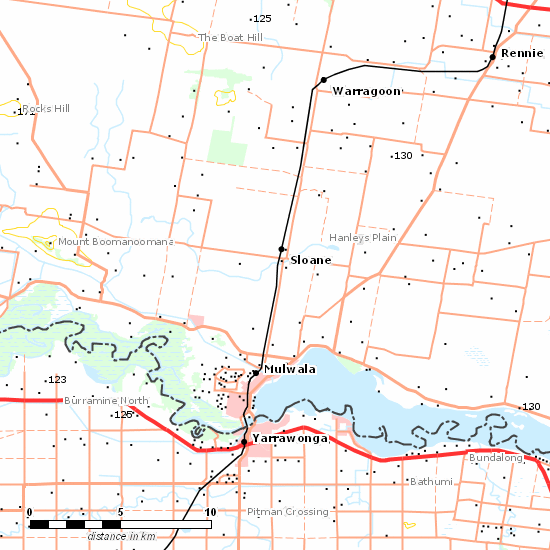 125
The Boat Hill
Rennie
Warragoon
Rocks Hill
171
130
Hanleys Plain
Mount Boomanoomana
Sloane
Mulwala
123
Burramine North
125
130
Yarrawonga
Bundalong
Bathumi
0 5 10
Pitman Crossing
distance in km